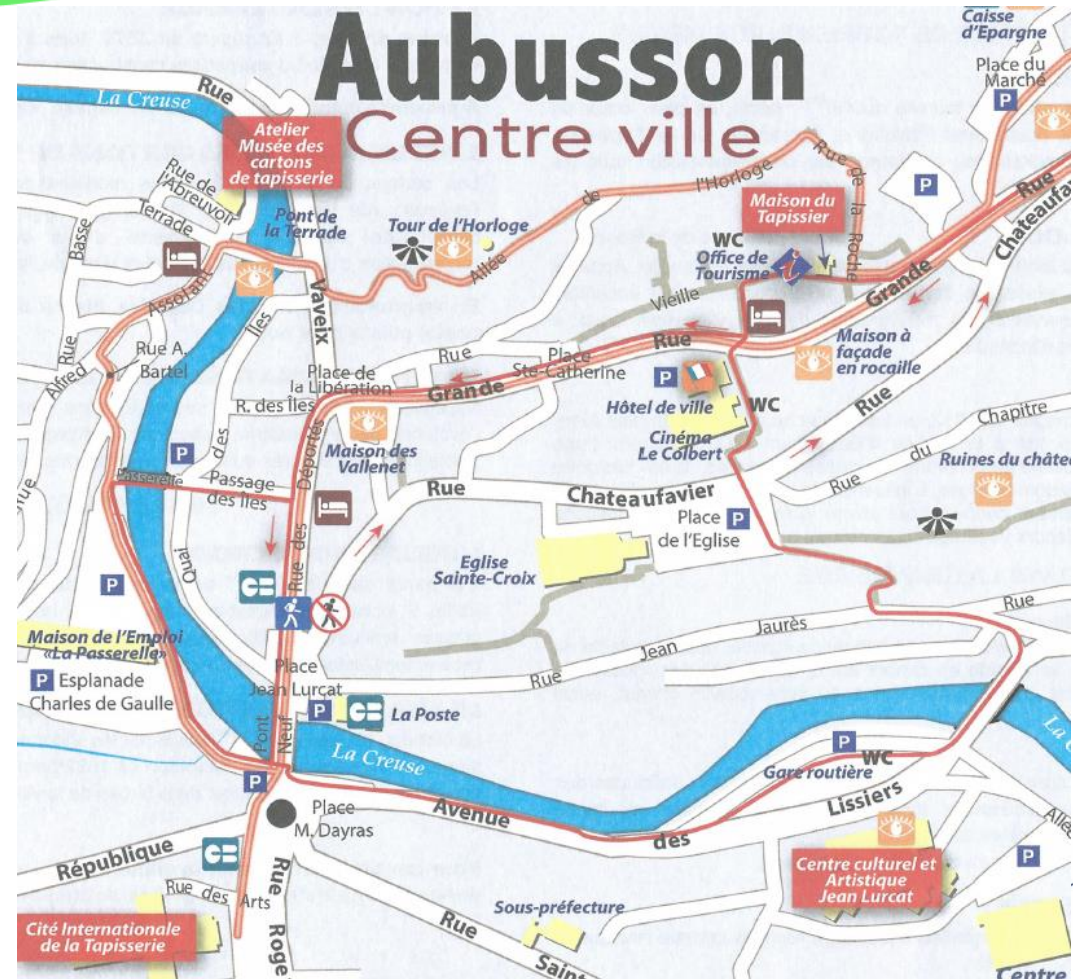 Aubusson
Centre ville
Caisse
d'Epargne
Place du
Marché
P
La Creuse
Rue
Atelier
Musée des
cartons
de tapisserie
Rue de
l'Abreuvoir
Terrade
Basse
Pont de
la Terrade
Tour de l'Horloge
Allée
de
l'Horloge
Rue
de
la Roche
Maison du
Tapissier
WC
Office de
Tourisme
i
P
Rue
Chateaufav
Grande
Vieille
Rue
Assolant
Alfred
Rue
Rue A.
Bartel
Îles
des
Quai
Vaveix
Place de
la Libération
R. des Îles
Rue
Grande
Place
Ste-Catherine
Rue
P
Hôtel de ville
WC
Cinéma
Le Colbert
Maison à
façade
en rocaille
Rue
Chapitre
du
Rue
Ruines du châte
Maison des
Vallenet
P
Passerelle
Passage
des Îles
Déportés
des
Rue
Rue
Chateaufavier
Place
de l'Eglise
P
Eglise
Sainte-Croix
P
Maison de l'Emploi
«La Passerelle»
P Esplanade
Charles de Gaulle
Place
Jean Lurçat
P
La Poste
Pont
Neuf
La Creuse
Rue
Jean
Jaurès
Rue
La C
P
WC
Gare routière
Lissiers
des
Avenue
P
Place
M. Dayras
République
Rue des Arts
Rue
Roge
Cité Internationale
de la Tapisserie
Rue
Saint
Sous-préfecture
Centre culturel et
Artistique
Jean Lurcat
Allée
P
Centre